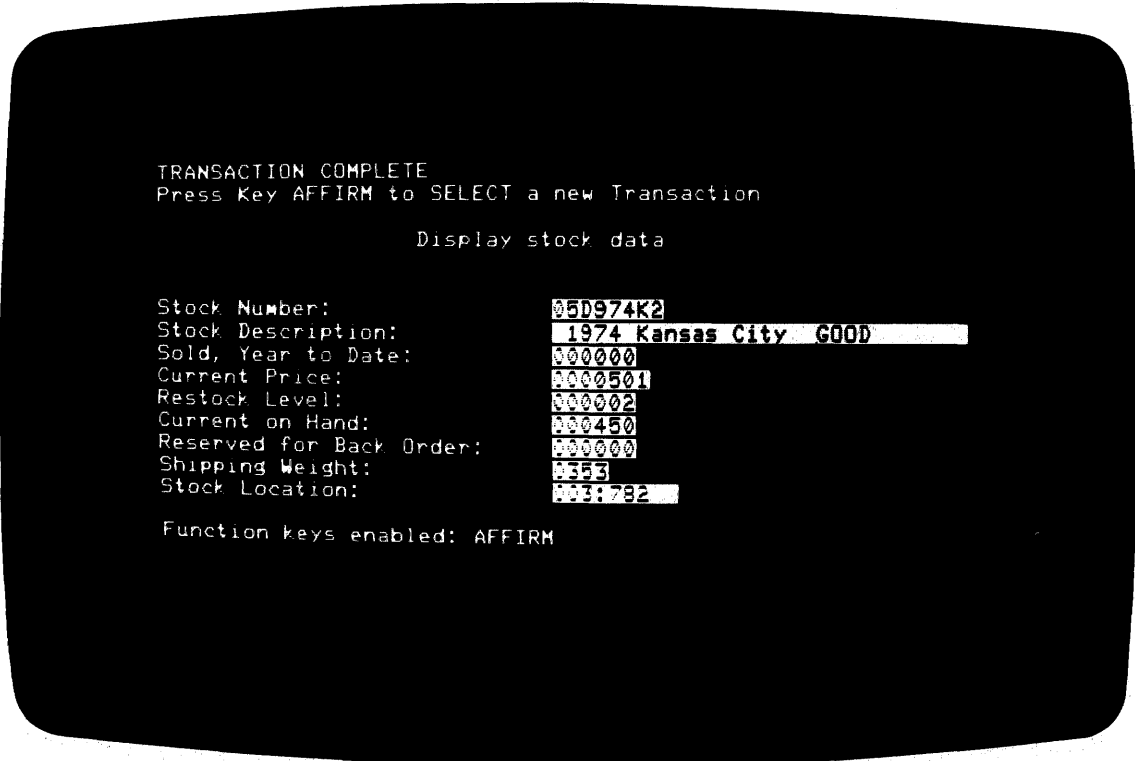 TRANSACTION COMPLETE
Press Key AFFIRM to SELECT a new Transaction
Display stock data
Stock Number: 05D974K2
Stock Description: 1974 Kansas City GOOD
Sold, Year to Date: 000000
Current Price: 0000501
Restock Level: 000002
Current on Hand: 000450
Reserved for Back Order: 000000
Shipping Weight: 0353
Stock Location: 003:782
Function keys enabled: AFFIRM